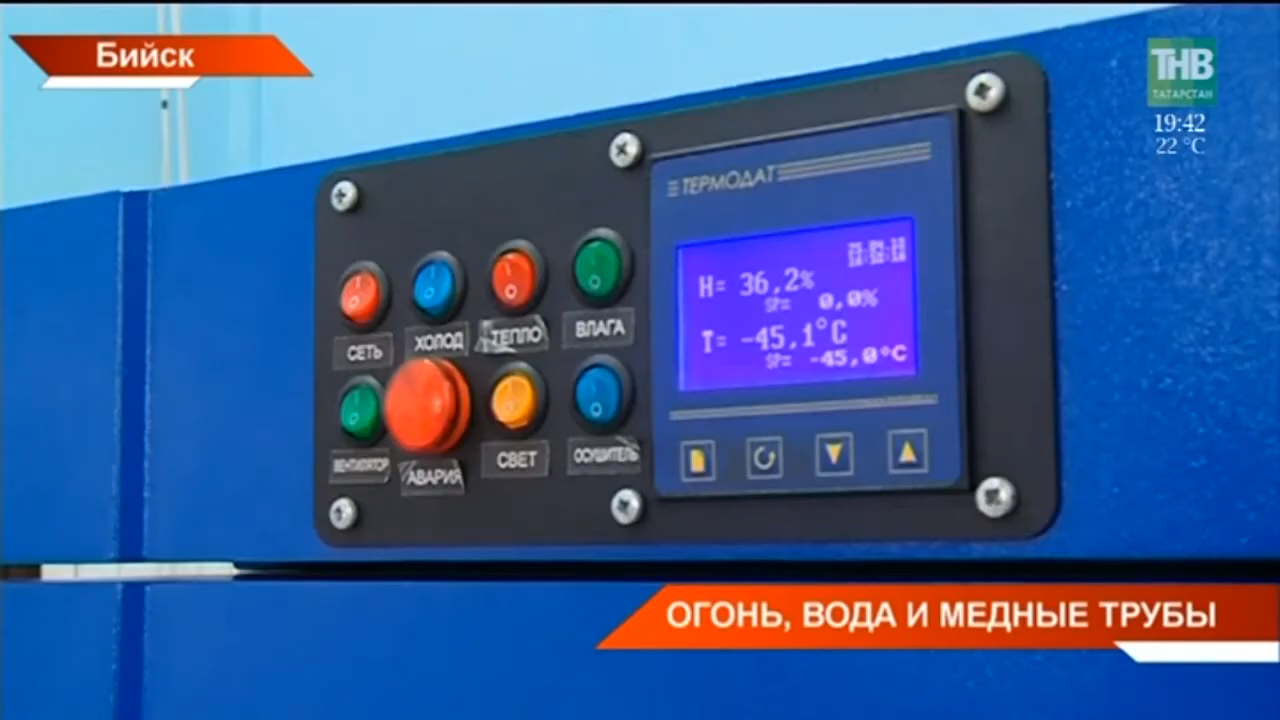 Бийск
ТНВ
ТАТАРСТАН
19:42
22 °C
ТЕРМОДАТ
H= 36,2%
SP= 0,0%
T= -45,1°C
SP= -45,0°C
СЕТЬ
ХОЛОД
ТЕПЛО
ВЛАГА
ВЕНТИЛЯТОР
АВАРИЯ
СВЕТ
ОСУШИТЕЛЬ
ОГОНЬ, ВОДА И МЕДНЫЕ ТРУБЫ